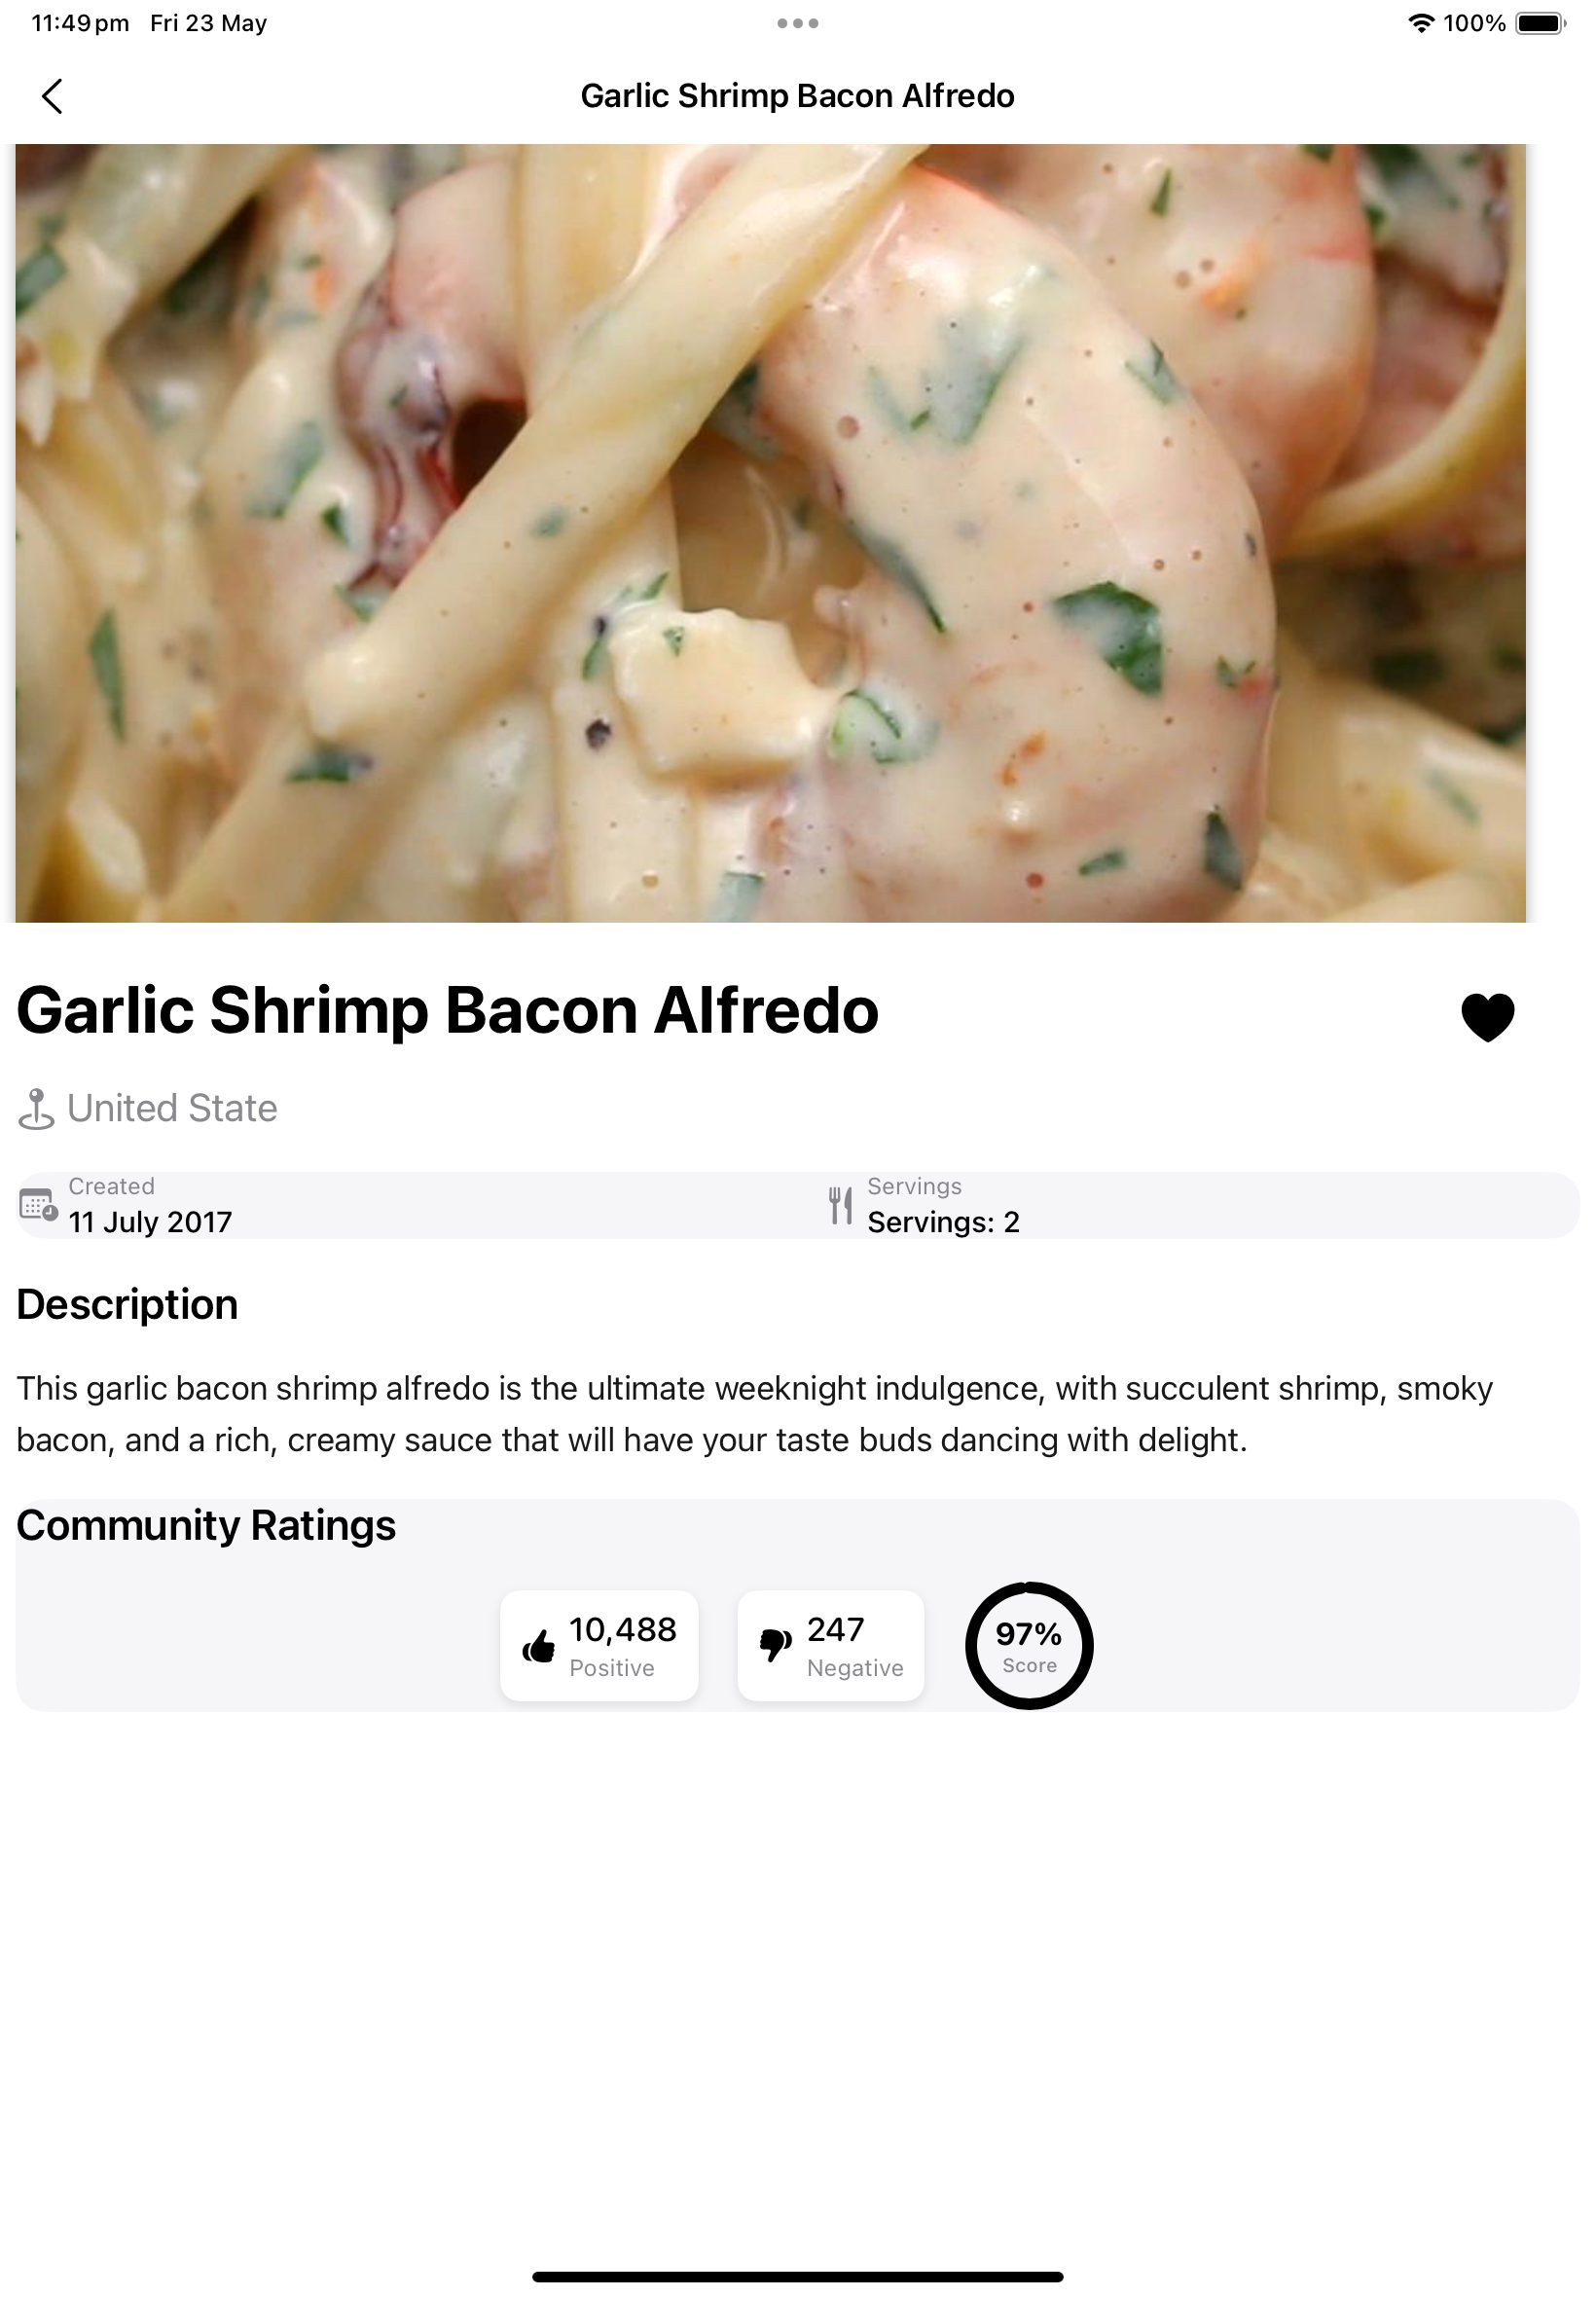 11:49 pm Fri 23 May
100%
Garlic Shrimp Bacon Alfredo
Garlic Shrimp Bacon Alfredo
United State
Created
11 July 2017
Servings
Servings: 2
Description
This garlic bacon shrimp alfredo is the ultimate weeknight indulgence, with succulent shrimp, smoky
bacon, and a rich, creamy sauce that will have your taste buds dancing with delight.
Community Ratings
10,488
Positive
247
Negative
97%
Score